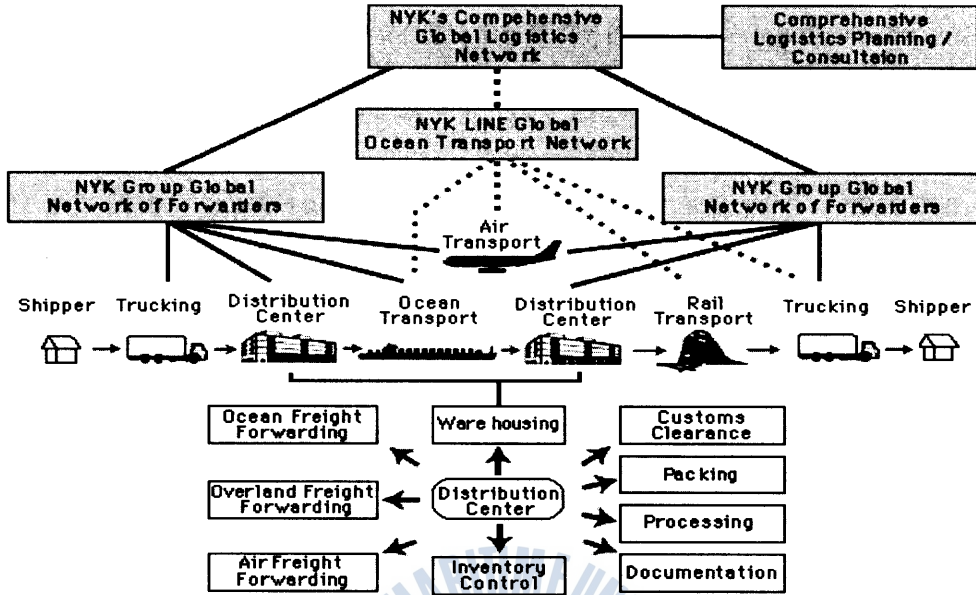 NYK's Compehensive
Global Logistics
Network
Comprehensive
Logistics Planning /
Consulteion
NYK LINE Global
Ocean Transport Network
NYK Group Global
Network of Forwarders
NYK Group Global
Network of Forwarders
Air
Transport
Shipper
Trucking
Distribution
Center
Ocean
Transport
Distribution
Center
Rail
Transport
Trucking
Shipper
Ocean Freight
Forwarding
Ware housing
Customs
Clearance
Packing
Overland Freight
Forwarding
Distribution
Center
Processing
Air Freight
Forwarding
Inventory
Control
Documentation